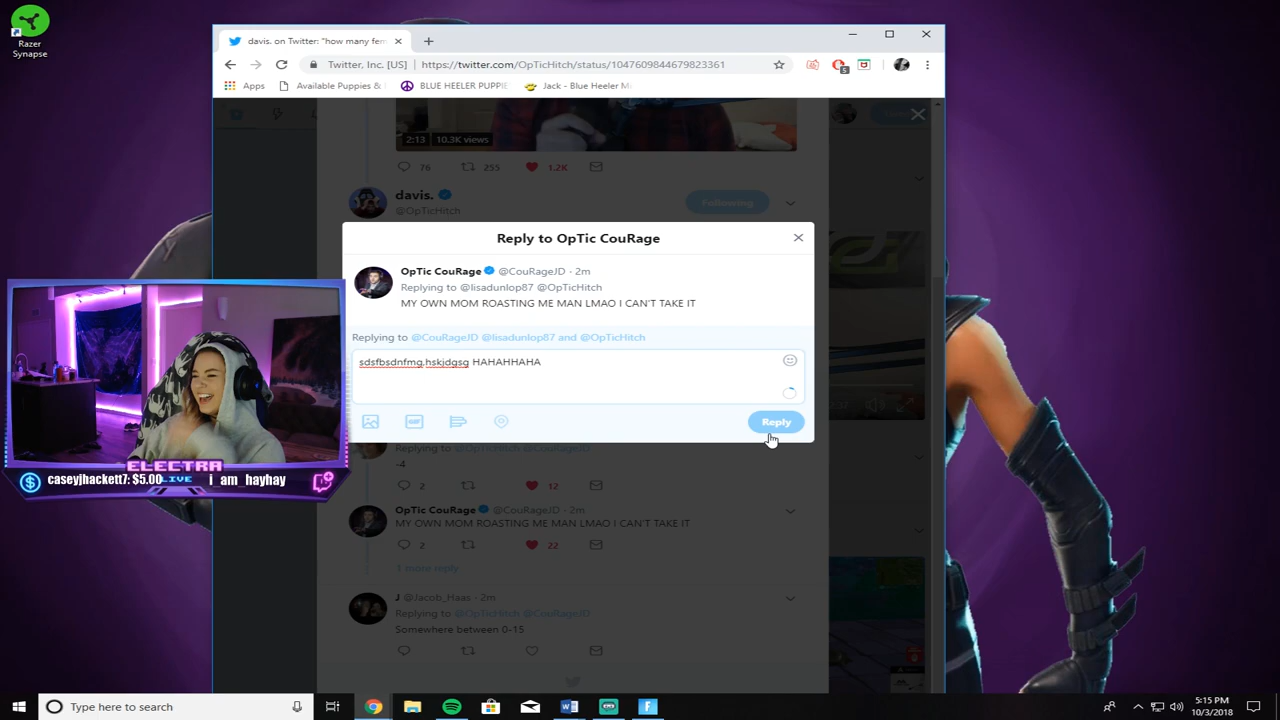 Razer
Synapse
davis. on Twitter: "how many fem
Twitter, Inc. [US] https://twitter.com/OpTicHitch/status/1047609844679823361
5
Apps Available Puppies & BLUE HEELER PUPPIE Jack - Blue Heeler M
2:13 10.3K views
76 255 1.2K
davis.
@OpTicHitch
Following
Reply to OpTic CouRage
OpTic CouRage @CouRageJD · 2m
Replying to @lisadunlop87 @OpTicHitch
MY OWN MOM ROASTING ME MAN LMAO I CAN'T TAKE IT
Replying to @CouRageJD @lisadunlop87 and @OpTicHitch
sdsfbsdnfmg,hskjdgsg HAHAHHAHA
GIF
Reply
Replying to @OpTicHitch @CouRageJD
-4
2 12
OpTic CouRage @CouRageJD · 2m
MY OWN MOM ROASTING ME MAN LMAO I CAN'T TAKE IT
2 22
1 more reply
J @Jacob_Haas · 2m
Replying to @OpTicHitch @CouRageJD
Somewhere between 0-15
ELECTRA
caseyjhackett7: $5.00 LIVE i_am_hayhay
Type here to search
5:15 PM
10/3/2018